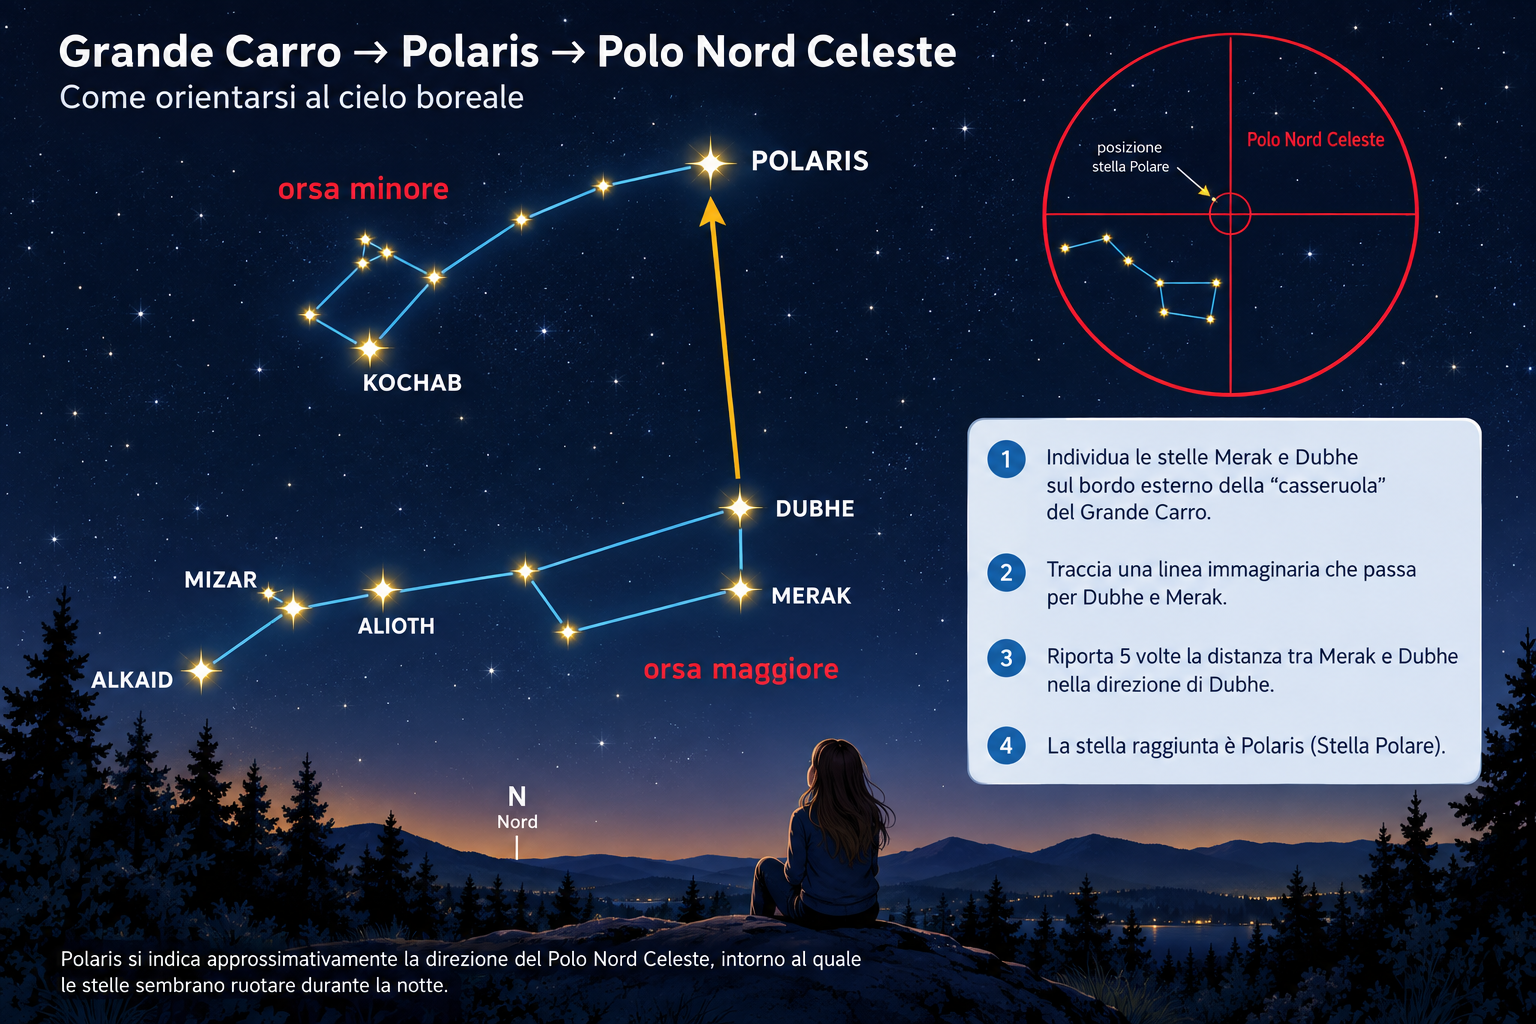 Grande Carro → Polaris → Polo Nord Celeste
Come orientarsi al cielo boreale
orsa minore
POLARIS
KOCHAB
DUBHE
MERAK
MIZAR
ALIOTH
ALKAID
orsa maggiore
N
Nord
posizione
stella Polare
Polo Nord Celeste
1
Individua le stelle Merak e Dubhe
sul bordo esterno della “casseruola”
del Grande Carro.
2
Traccia una linea immaginaria che passa
per Dubhe e Merak.
3
Riporta 5 volte la distanza tra Merak e Dubhe
nella direzione di Dubhe.
4
La stella raggiunta è Polaris (Stella Polare).
Polaris si indica approssimativamente la direzione del Polo Nord Celeste, intorno al quale
le stelle sembrano ruotare durante la notte.